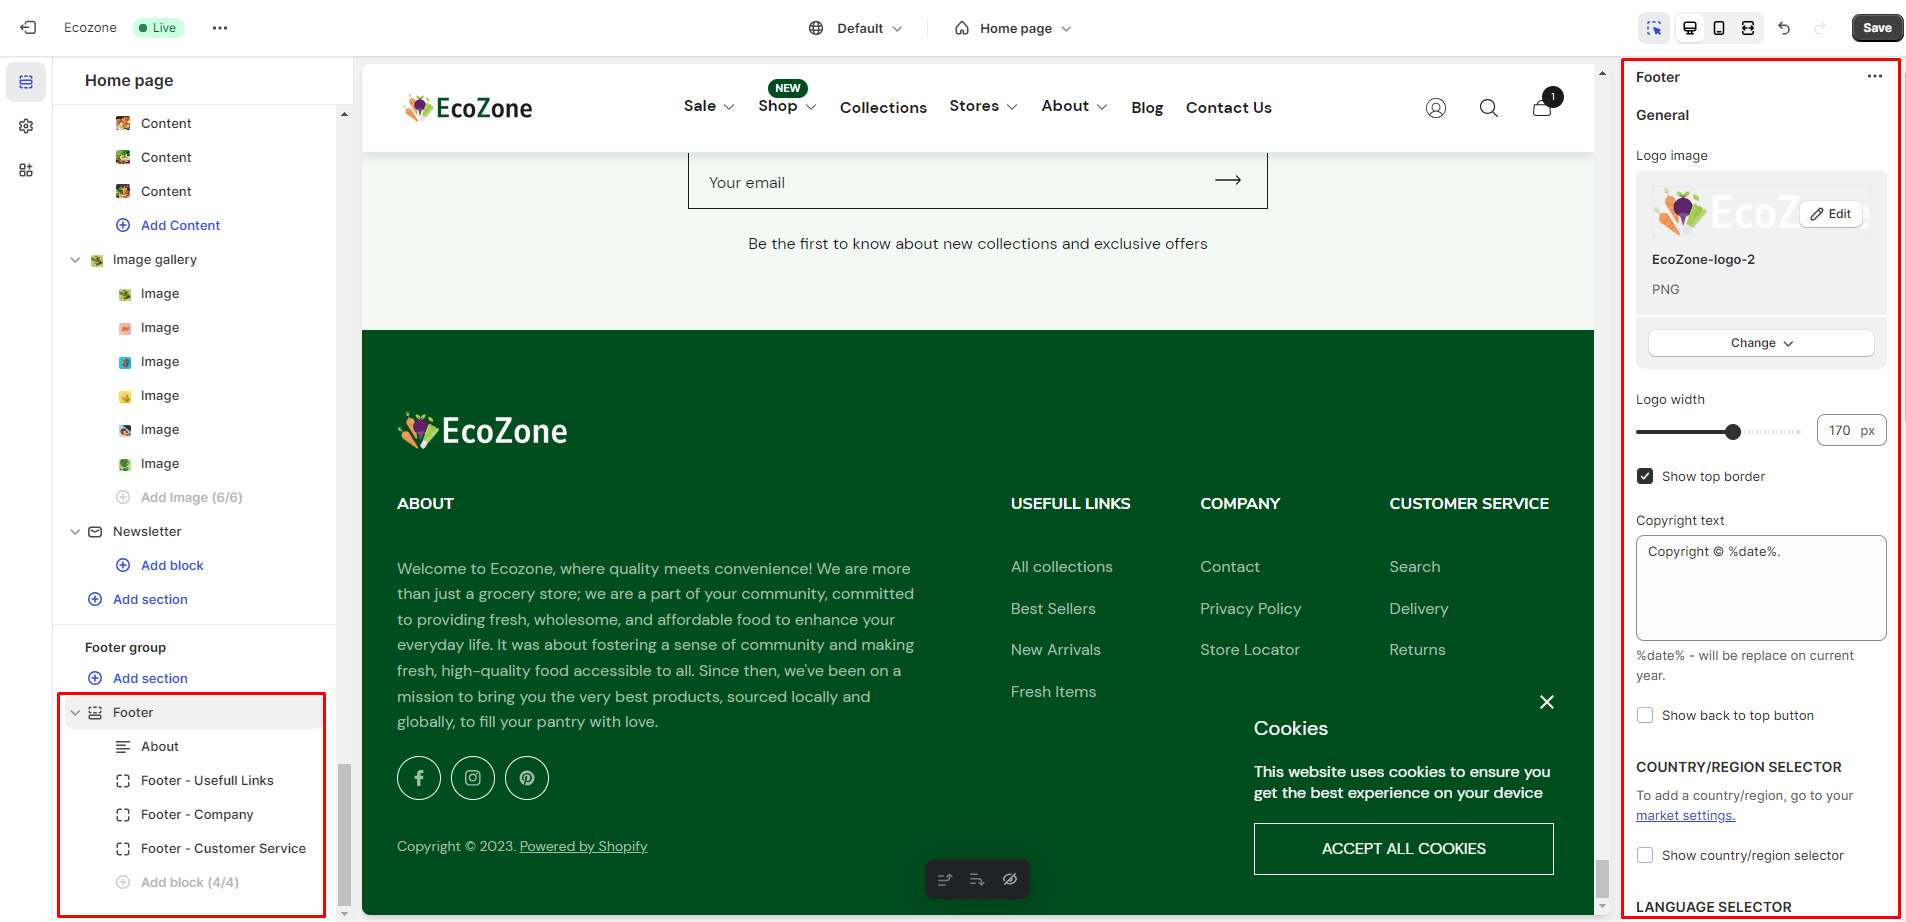 Ecozone
Live
Default
Home page
Save
Home page
Content
Content
Content
Add Content
Image gallery
Image
Image
Image
Image
Image
Image
Add Image (6/6)
Newsletter
Add block
Add section
Footer group
Add section
Footer
About
Footer - Usefull Links
Footer - Company
Footer - Customer Service
Add block (4/4)
EcoZone
Sale
NEW
Shop
Collections
Stores
About
Blog
Contact Us
1
Your email
Be the first to know about new collections and exclusive offers
EcoZone
ABOUT
Welcome to Ecozone, where quality meets convenience! We are more
than just a grocery store; we are a part of your community, committed
to providing fresh, wholesome, and affordable food to enhance your
everyday life. It was about fostering a sense of community and making
fresh, high-quality food accessible to all. Since then, we've been on a
mission to bring you the very best products, sourced locally and
globally, to fill your pantry with love.
Copyright © 2023. Powered by Shopify
USEFULL LINKS
All collections
Best Sellers
New Arrivals
Fresh Items
COMPANY
Contact
Privacy Policy
Store Locator
CUSTOMER SERVICE
Search
Delivery
Returns
Cookies
This website uses cookies to ensure you
get the best experience on your device
ACCEPT ALL COOKIES
Footer
General
Logo image
EcoZ e
Edit
EcoZone-logo-2
PNG
Change
Logo width
170 px
Show top border
Copyright text
Copyright © %date%.
%date% - will be replace on current
year.
Show back to top button
COUNTRY/REGION SELECTOR
To add a country/region, go to your
market settings.
Show country/region selector
LANGUAGE SELECTOR